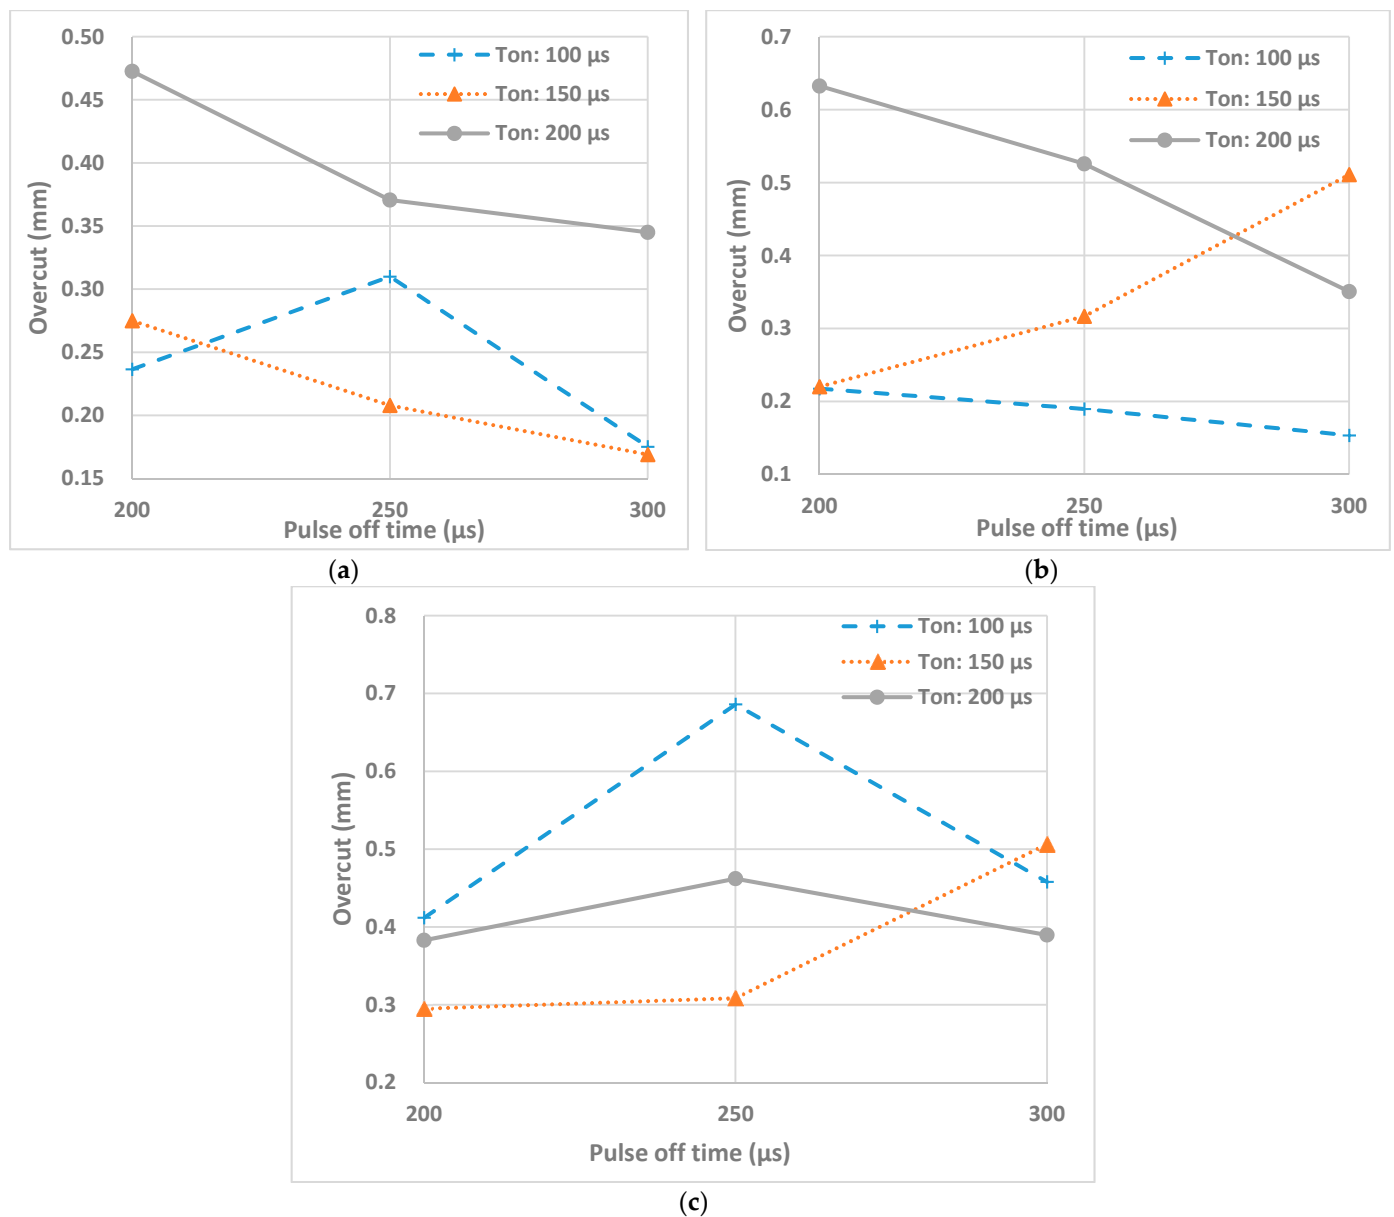 0.50
0.45
0.40
0.35
0.30
0.25
0.20
0.15
Overcut (mm)
Ton: 100 µs
Ton: 150 µs
Ton: 200 µs
200
250
300
Pulse off time (µs)
(a)
0.7
0.6
0.5
0.4
0.3
0.2
0.1
Overcut (mm)
Ton: 100 µs
Ton: 150 µs
Ton: 200 µs
200
250
300
Pulse off time (µs)
(b)
0.8
0.7
0.6
0.5
0.4
0.3
0.2
Overcut (mm)
Ton: 100 µs
Ton: 150 µs
Ton: 200 µs
200
250
300
Pulse off time (µs)
(c)